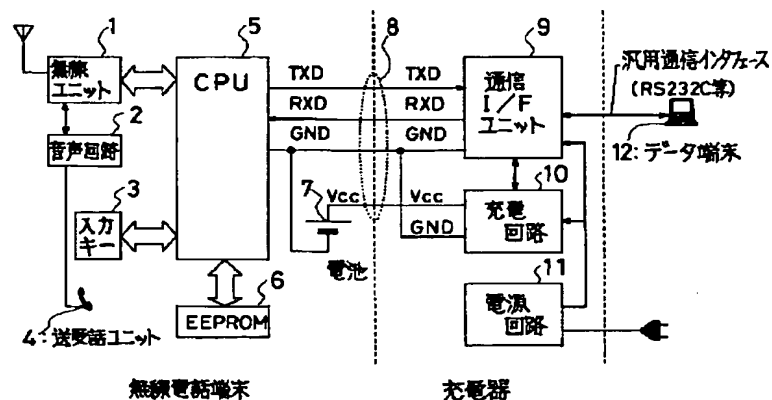 1
無線
ユニット
2
音声回路
3
入力
キー
4:送受話ユニット
5
CPU
6
EEPROM
TXD
RXD
GND
7
Vcc
電池
8
TXD
RXD
GND
Vcc
GND
9
通信
I/F
ユニット
10
充電
回路
11
電源
回路
汎用通信インタフェース
(RS232C等)
12:データ端末
無線電話端末
充電器